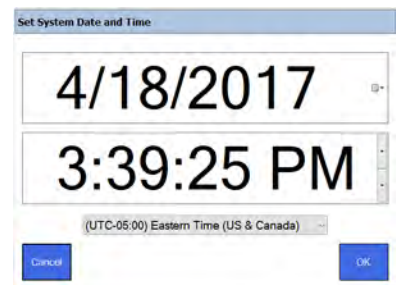 Set System Date and Time
4/18/2017
3:39:25 PM
(UTC-05:00) Eastern Time (US & Canada)
Cancel OK